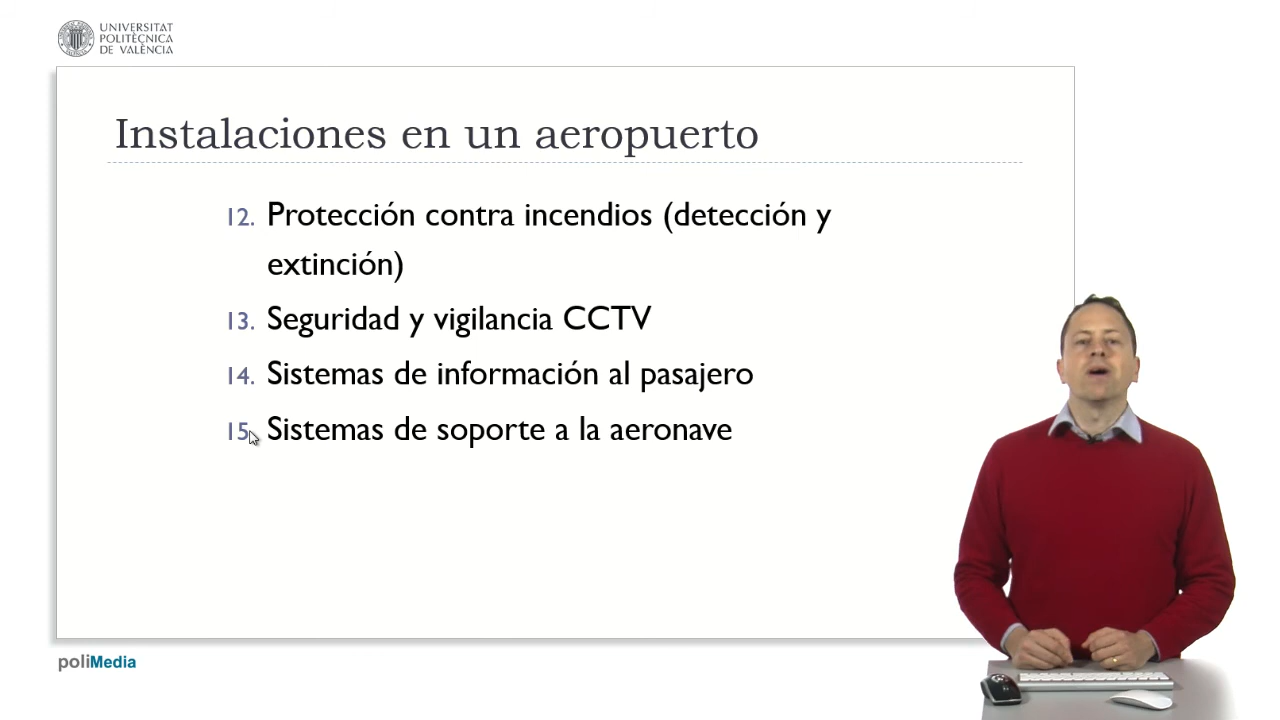 UNIVERSITAT
POLITÈCNICA
DE VALÈNCIA
Instalaciones en un aeropuerto
12. Protección contra incendios (detección y
extinción)
13. Seguridad y vigilancia CCTV
14. Sistemas de información al pasajero
15. Sistemas de soporte a la aeronave
poliMedia